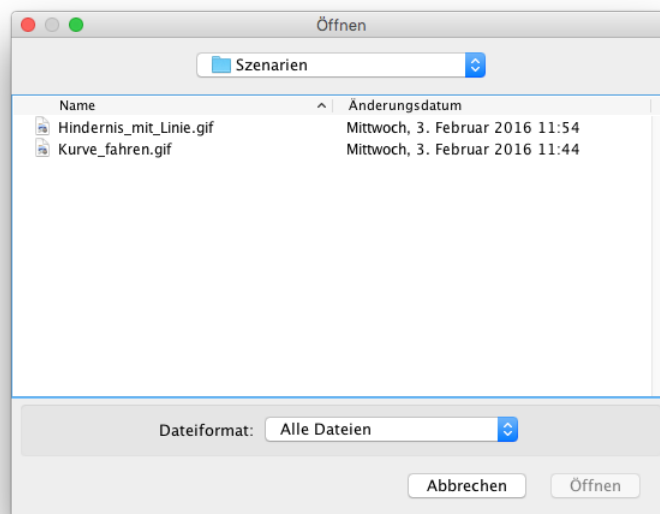 Öffnen
Szenarien
Name Änderungsdatum
Hindernis_mit_Linie.gif Mittwoch, 3. Februar 2016 11:54
Kurve_fahren.gif Mittwoch, 3. Februar 2016 11:44
Dateiformat: Alle Dateien
Abbrechen Öffnen